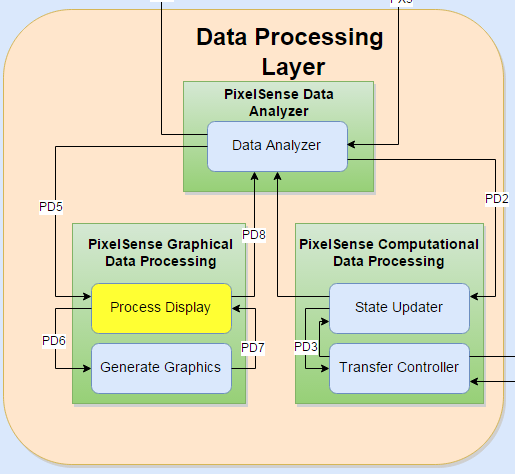 Data Processing
Layer
PixelSense Data
Analyzer
Data Analyzer
PD5
PD8
PD2
PixelSense Graphical
Data Processing
Process Display
PD6
PD7
Generate Graphics
PixelSense Computational
Data Processing
State Updater
PD3
Transfer Controller